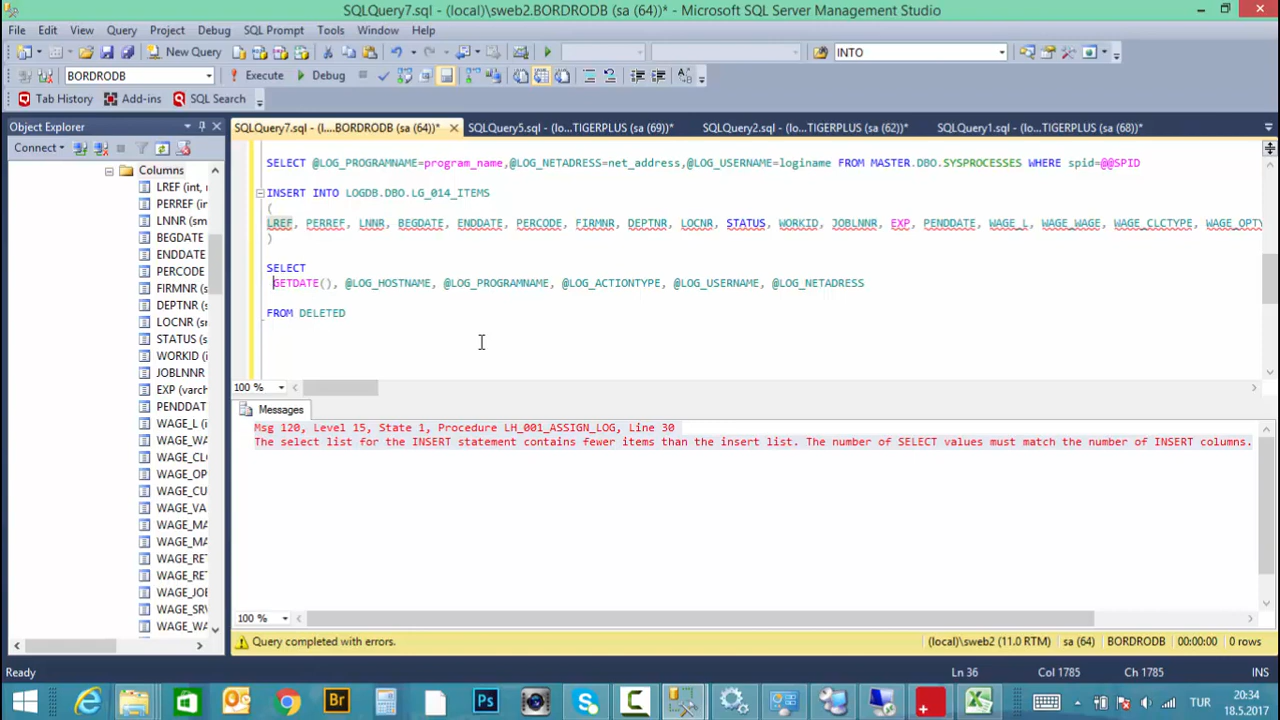 SQLQuery7.sql - (local)\sweb2.BORDRODB (sa (64))* - Microsoft SQL Server Management Studio
File Edit View Query Project Debug SQL Prompt Tools Window Help
New Query INTO
BORDRODB Execute Debug
Tab History Add-ins SQL Search
Object Explorer
Connect
Columns
LREF (int, n
PERREF (int
LNNR (sm
BEGDATE
ENDDATE
PERCODE
FIRMNR (
DEPTNR (
LOCNR (sr
STATUS (s
WORKID (i
JOBLNNR
EXP (varch
PENDDAT
WAGE_L (i
WAGE_WA
WAGE_CL(
WAGE_OP
WAGE_CU
WAGE_VA
WAGE_MA
WAGE_MA
WAGE_RET
WAGE_RET
WAGE_JOE
WAGE_SRV
WAGE_WA
SQLQuery7.sql - (l....BORDRODB (sa (64))* SQLQuery5.sql - (lo...TIGERPLUS (sa (69))* SQLQuery2.sql - (lo...TIGERPLUS (sa (62))* SQLQuery1.sql - (lo...TIGERPLUS (sa (68))*
SELECT @LOG_PROGRAMNAME=program_name,@LOG_NETADRESS=net_address,@LOG_USERNAME=loginame FROM MASTER.DBO.SYSPROCESSES WHERE spid=@@SPID
INSERT INTO LOGDB.DBO.LG_014_ITEMS
(
LREF, PERREF, LNNR, BEGDATE, ENDDATE, PERCODE, FIRMNR, DEPTNR, LOCNR, STATUS, WORKID, JOBLNNR, EXP, PENDDATE, WAGE_L, WAGE_WAGE, WAGE_CLCTYPE, WAGE_OPTY
)
SELECT
GETDATE(), @LOG_HOSTNAME, @LOG_PROGRAMNAME, @LOG_ACTIONTYPE, @LOG_USERNAME, @LOG_NETADRESS
FROM DELETED
100 %
Messages
Msg 120, Level 15, State 1, Procedure LH_001_ASSIGN_LOG, Line 30
The select list for the INSERT statement contains fewer items than the insert list. The number of SELECT values must match the number of INSERT columns.
100 %
Query completed with errors. (local)\sweb2 (11.0 RTM) sa (64) BORDRODB 00:00:00 0 rows
Ready Ln 36 Col 1785 Ch 1785 INS
Br Ps TUR 20:34
18.5.2017